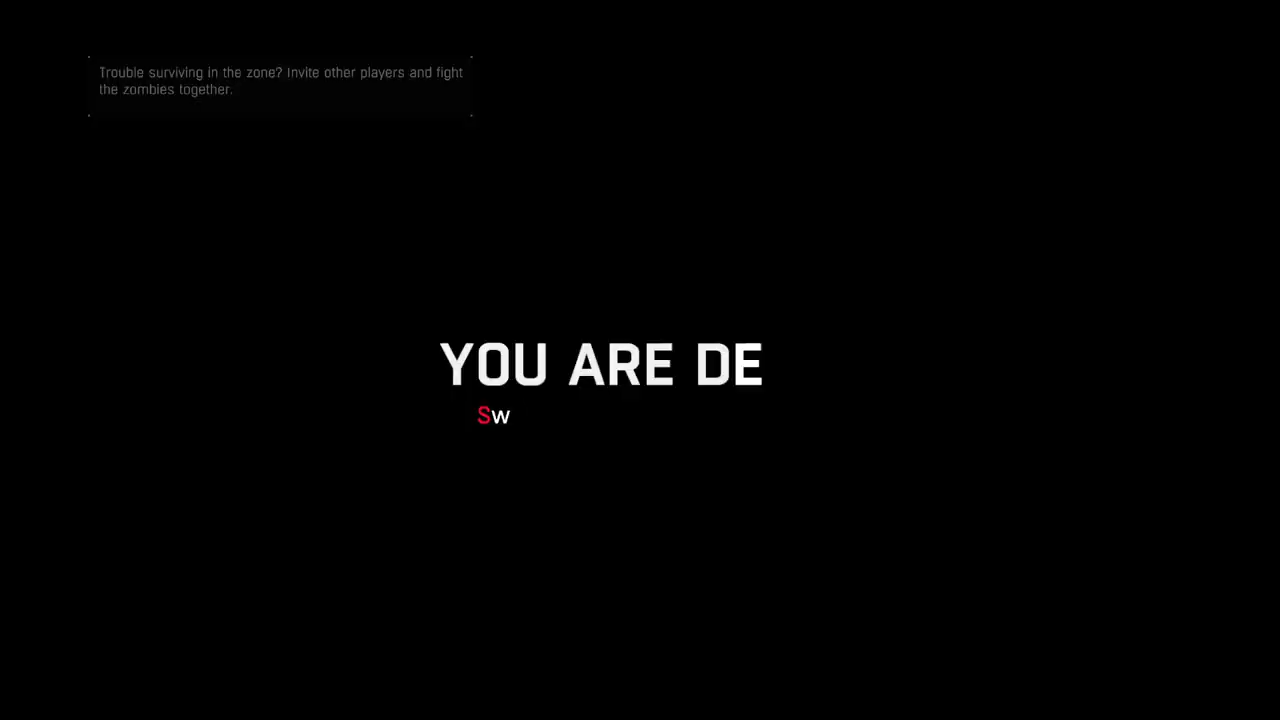 Trouble surviving in the zone? Invite other players and fight
the zombies together.
YOU ARE DE
Sw